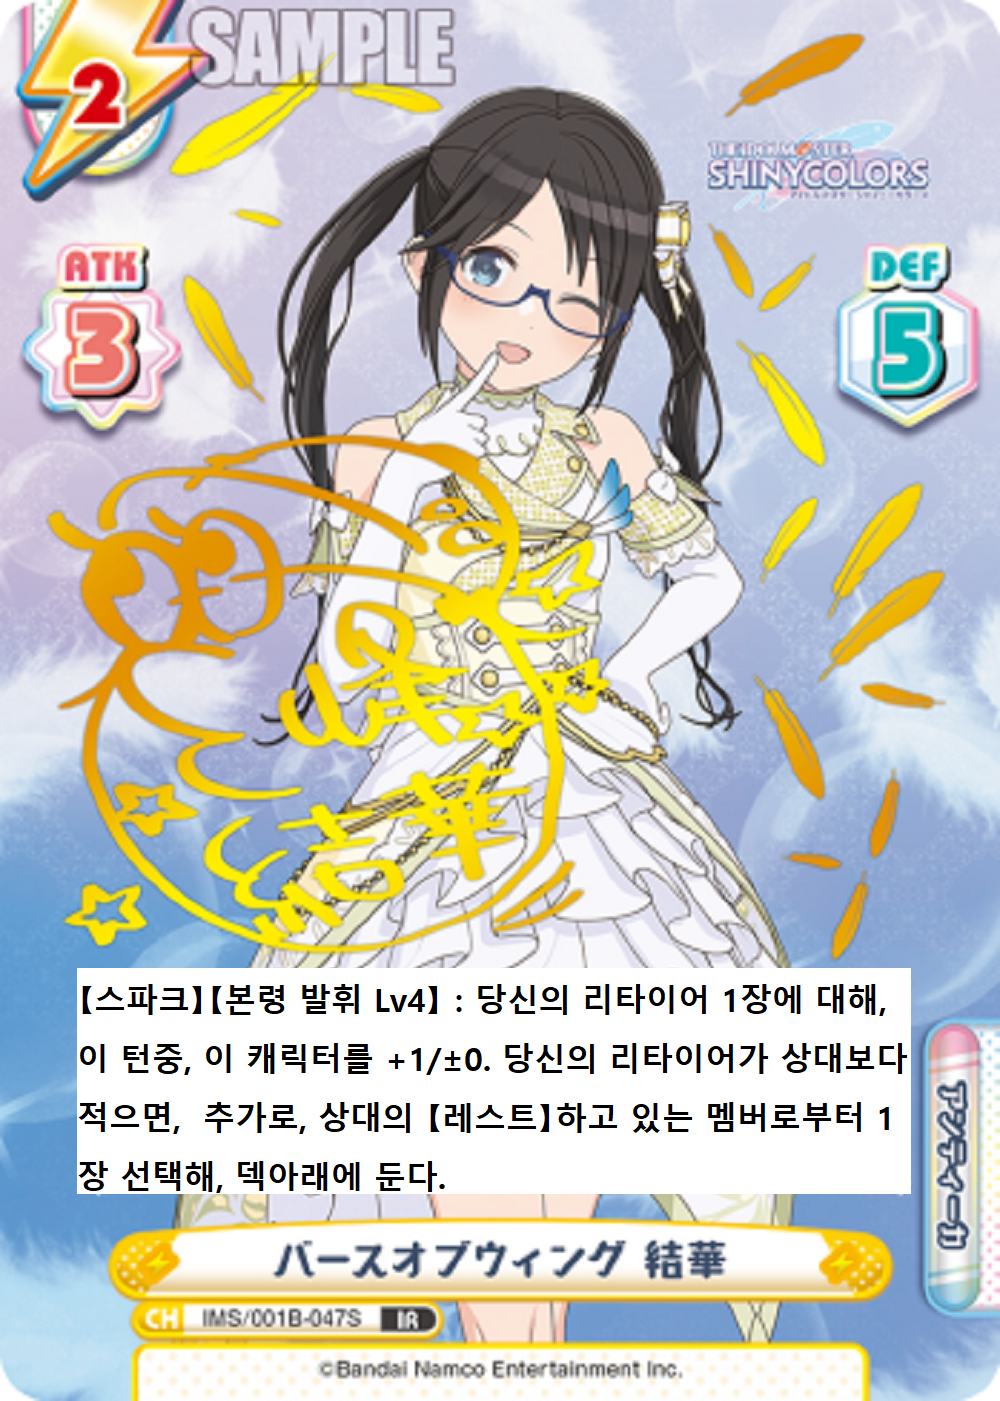 SAMPLE
2
THE IDOLM@STER
SHINYCOLORS
ATK
3
DEF
5
結華
【스파크】【본령 발휘 Lv4】 : 당신의 리타이어 1장에 대해,
이 턴중, 이 캐릭터를 +1/±0. 당신의 리타이어가 상대보다
적으면, 추가로, 상대의 【레스트】하고 있는 멤버로부터 1
장 선택해, 덱아래에 둔다.
アンティーカ
バースオブウィング 結華
CH IMS/001B-047S IR
©Bandai Namco Entertainment Inc.